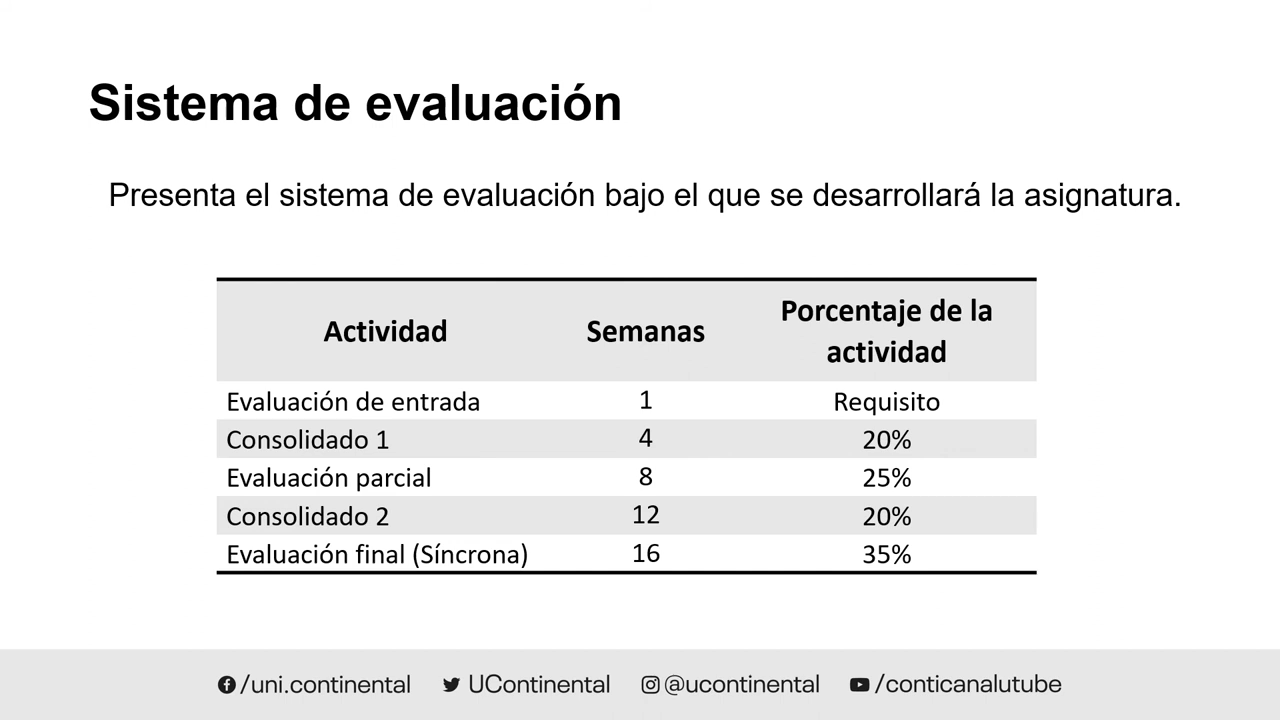 Sistema de evaluación
Presenta el sistema de evaluación bajo el que se desarrollará la asignatura.
Actividad Semanas Porcentaje de la actividad
Evaluación de entrada 1 Requisito
Consolidado 1 4 20%
Evaluación parcial 8 25%
Consolidado 2 12 20%
Evaluación final (Síncrona) 16 35%
/uni.continental UContinental @ucontinental /conticanalutube